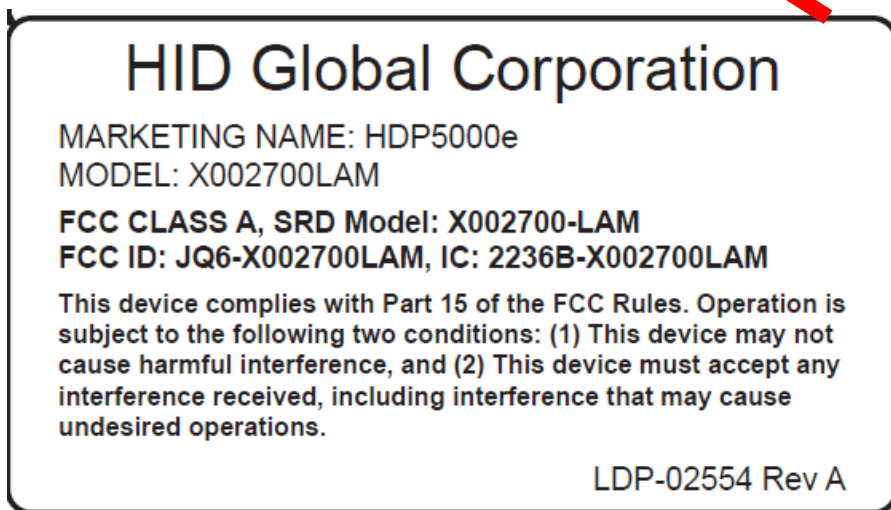 HID Global Corporation
MARKETING NAME: HDP5000e
MODEL: X002700LAM
FCC CLASS A, SRD Model: X002700-LAM
FCC ID: JQ6-X002700LAM, IC: 2236B-X002700LAM
This device complies with Part 15 of the FCC Rules. Operation is
subject to the following two conditions: (1) This device may not
cause harmful interference, and (2) This device must accept any
interference received, including interference that may cause
undesired operations.
LDP-02554 Rev A